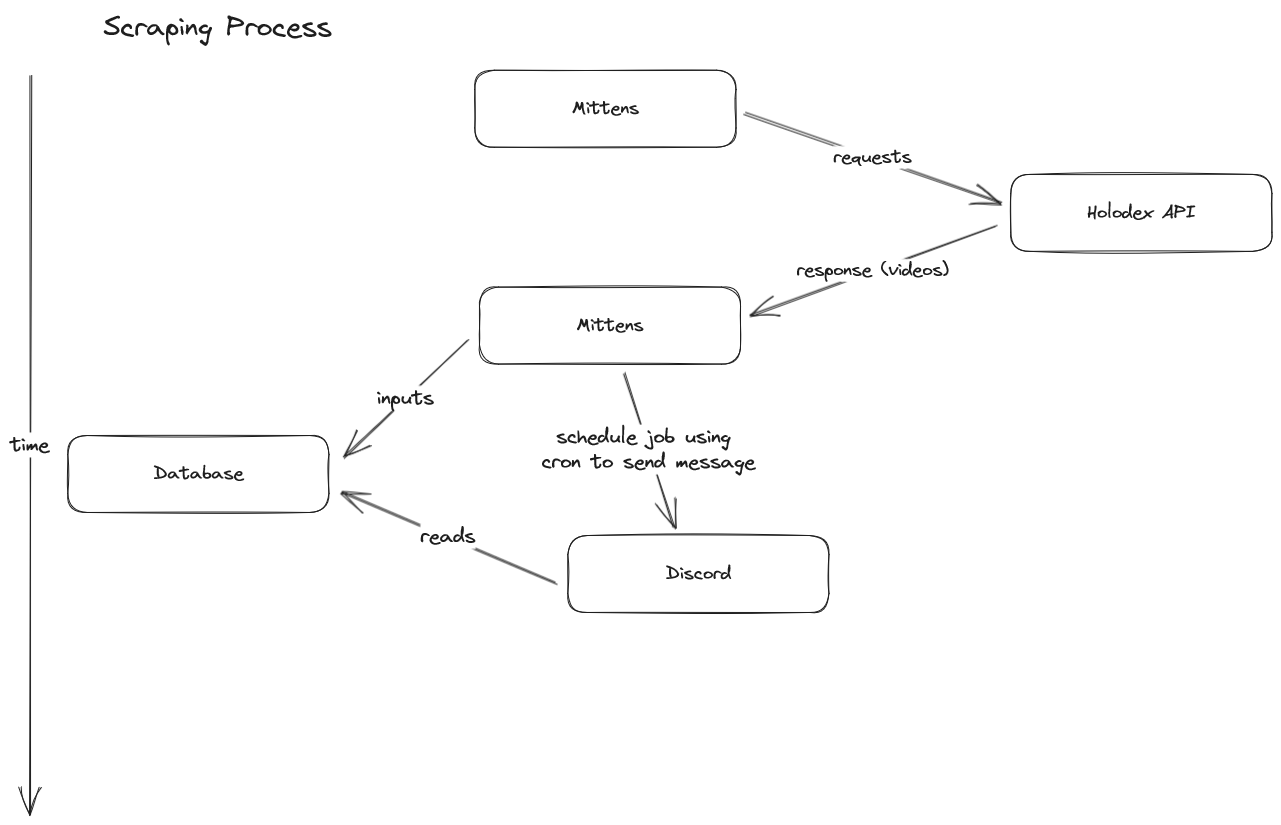 Scraping Process
Mittens
requests
Holodex API
response (videos)
Mittens
inputs
schedule job using
cron to send message
time
Database
reads
Discord